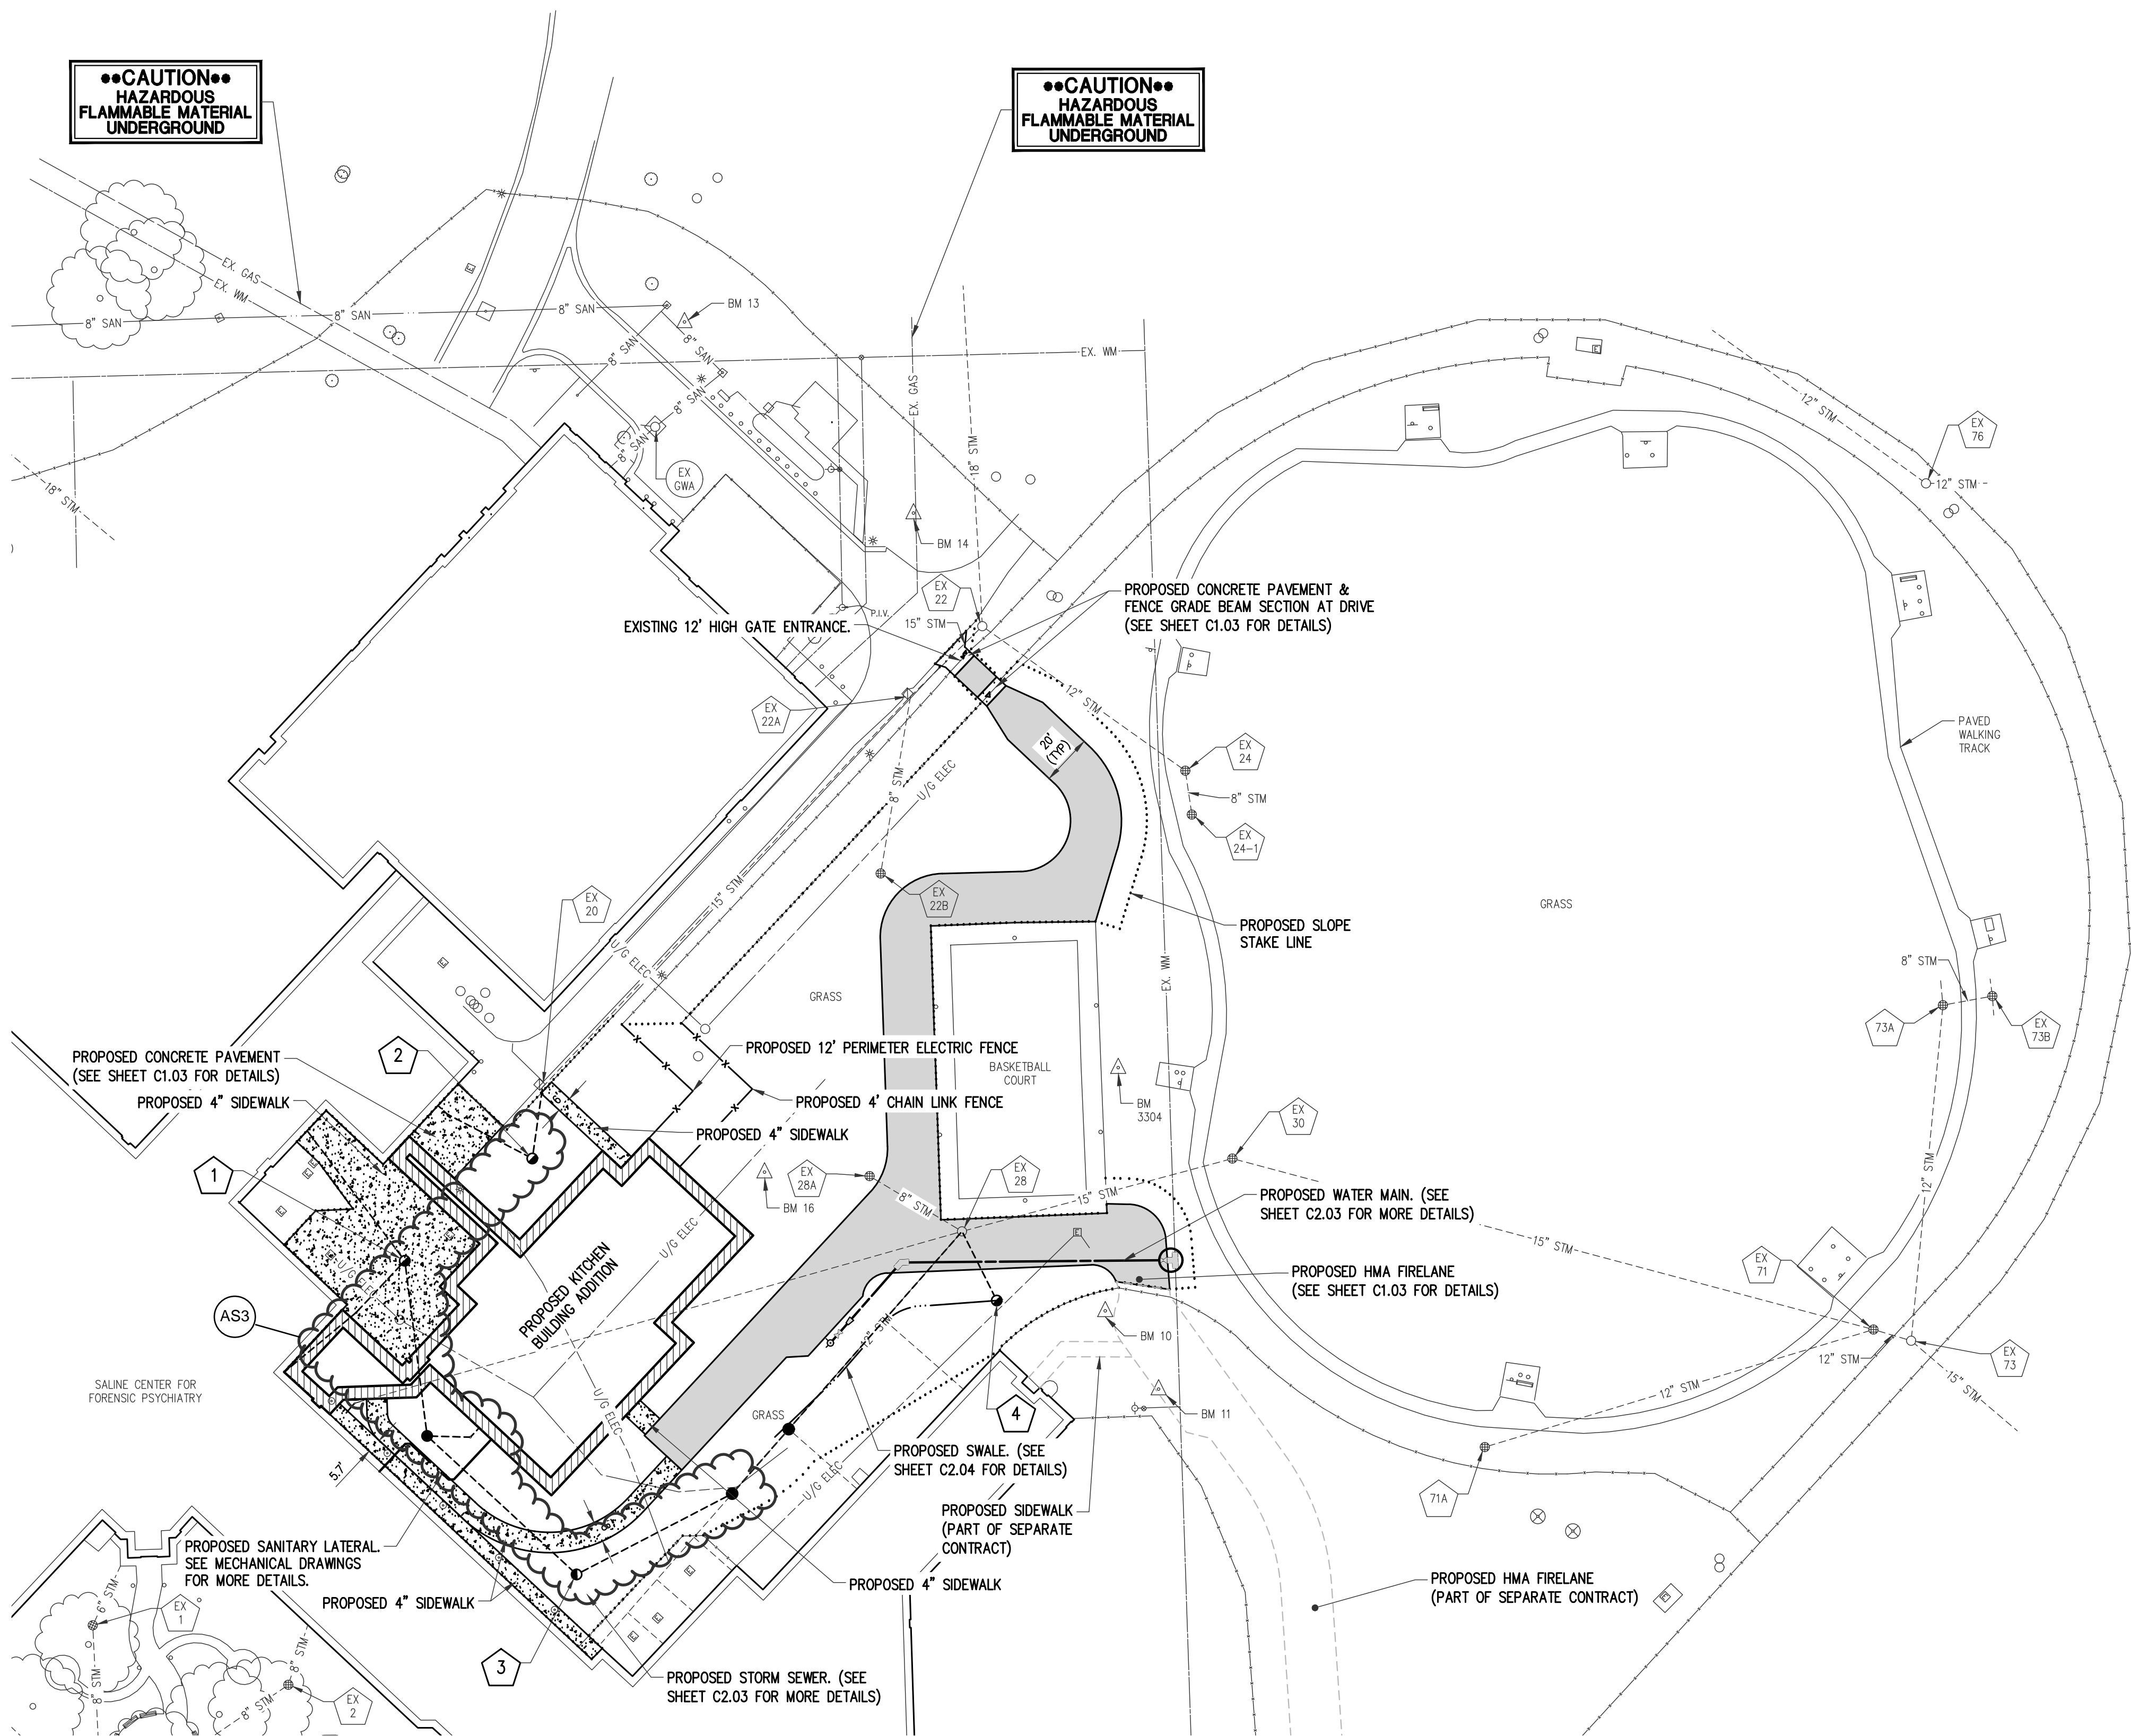 ●●CAUTION●●
HAZARDOUS
FLAMMABLE MATERIAL
UNDERGROUND
●●CAUTION●●
HAZARDOUS
FLAMMABLE MATERIAL
UNDERGROUND
EX. GAS
EX. WM
8" SAN
8" SAN
8" SAN
BM 13
8" SAN
8" SAN
8" SAN
8" SAN
EX. WM
EX. GAS
18" STM
12" STM
EX
76
12" STM
18" STM
EX
GWA
BM 14
EX
22
P.I.V.
15" STM
EXISTING 12' HIGH GATE ENTRANCE.
PROPOSED CONCRETE PAVEMENT &
FENCE GRADE BEAM SECTION AT DRIVE
(SEE SHEET C1.03 FOR DETAILS)
EX
22A
12" STM
20'
(TYP)
EX
24
8" STM
EX
24-1
PAVED
WALKING
TRACK
8" STM
U/G ELEC
EX
22B
EX
20
15" STM
U/G ELEC
PROPOSED SLOPE
STAKE LINE
GRASS
EX. WM
GRASS
8" STM
73A
EX
73B
PROPOSED CONCRETE PAVEMENT
(SEE SHEET C1.03 FOR DETAILS)
2
PROPOSED 4" SIDEWALK
PROPOSED 12' PERIMETER ELECTRIC FENCE
BASKETBALL
COURT
PROPOSED 4' CHAIN LINK FENCE
6'
PROPOSED 4" SIDEWALK
BM
3304
EX
30
1
EX
28A
BM 16
EX
28
8" STM
15" STM
12" STM
PROPOSED WATER MAIN. (SEE
SHEET C2.03 FOR MORE DETAILS)
15" STM
U/G ELEC
U/G ELEC
PROPOSED KITCHEN
BUILDING ADDITION
EX
71
PROPOSED HMA FIRELANE
(SEE SHEET C1.03 FOR DETAILS)
AS3
12" STM
BM 10
12" STM
EX
73
15" STM
SALINE CENTER FOR
FORENSIC PSYCHIATRY
U/G ELEC
GRASS
4
BM 11
12" STM
5.7'
PROPOSED SWALE. (SEE
SHEET C2.04 FOR DETAILS)
U/G ELEC
71A
PROPOSED SIDEWALK
(PART OF SEPARATE
CONTRACT)
PROPOSED SANITARY LATERAL.
SEE MECHANICAL DRAWINGS
FOR MORE DETAILS.
PROPOSED 4" SIDEWALK
PROPOSED 4" SIDEWALK
PROPOSED HMA FIRELANE
(PART OF SEPARATE CONTRACT)
6" STM
EX
1
8" STM
8" STM
3
PROPOSED STORM SEWER. (SEE
SHEET C2.03 FOR MORE DETAILS)
8" STM
EX
2